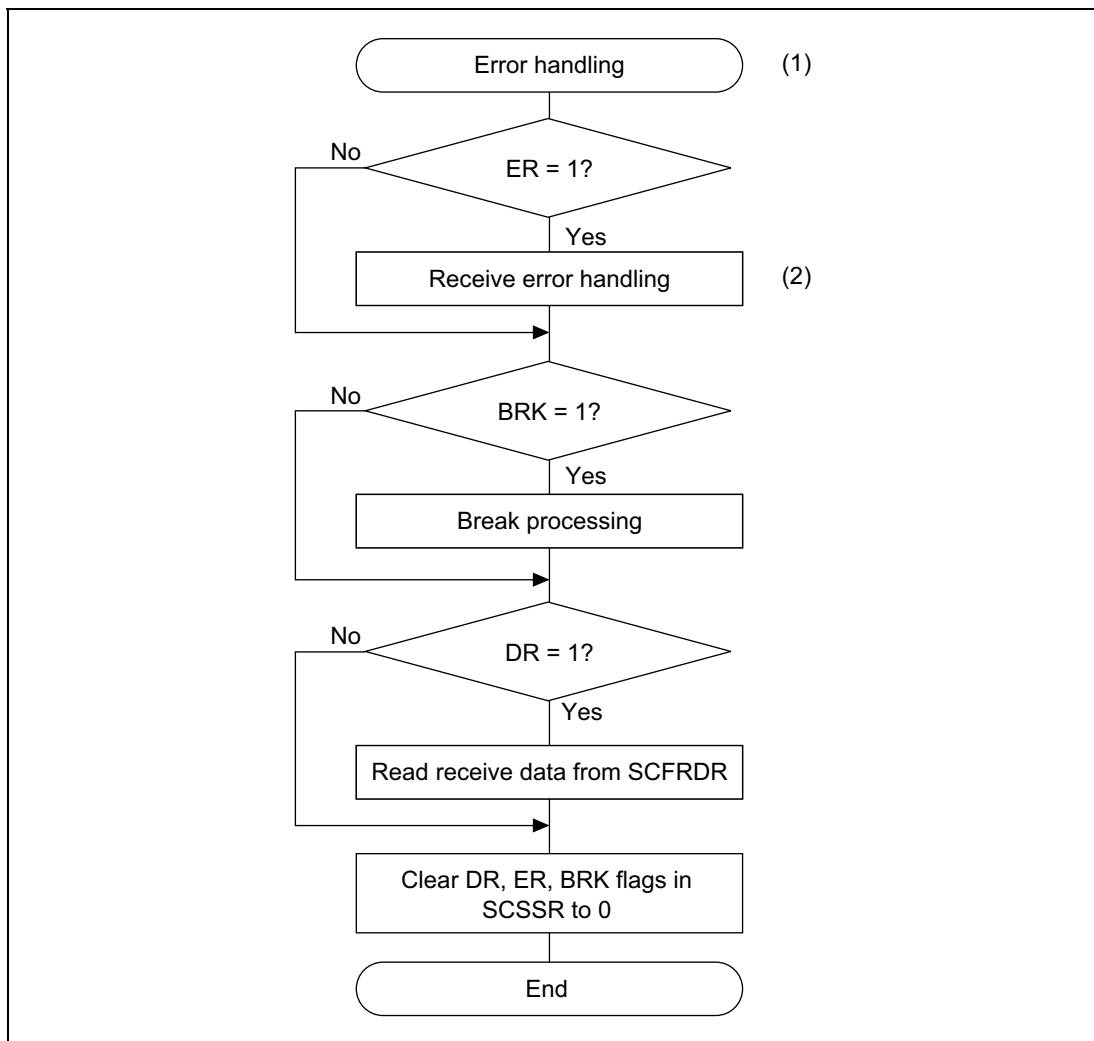 Error handling (1)
No
ER = 1?
Yes
Receive error handling (2)
No
BRK = 1?
Yes
Break processing
No
DR = 1?
Yes
Read receive data from SCFRDR
Clear DR, ER, BRK flags in
SCSSR to 0
End